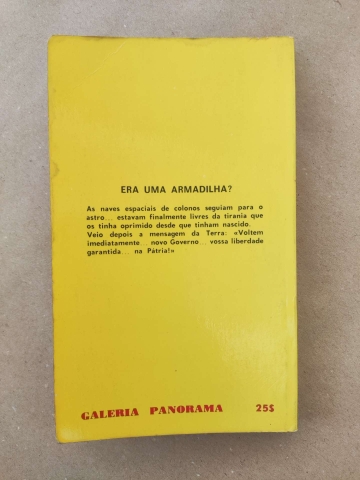 ERA UMA ARMADILHA?
As naves espaciais de colonos seguiam para o
astro... estavam finalmente livres da tirania que
os tinha oprimido desde que tinham nascido.
Veio depois a mensagem da Terra: «Voltem
imediatamente... novo Governo... vossa liberdade
garantida... na Pátria!»
GALERIA PANORAMA 25$